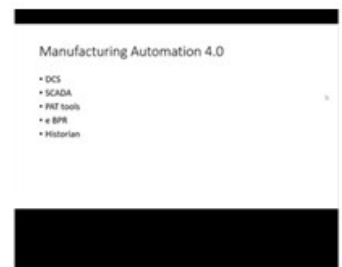 Manufacturing Automation 4.0
• DCS
• SCADA
• PAT tools
• e BPR
• Historian